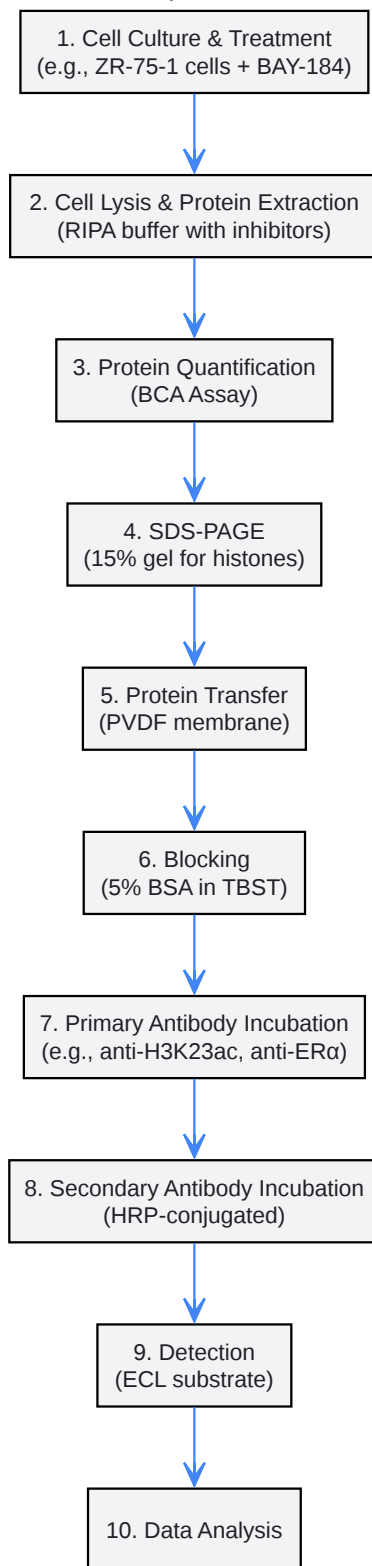 1. Cell Culture & Treatment
(e.g., ZR-75-1 cells + BAY-184)
2. Cell Lysis & Protein Extraction
(RIPA buffer with inhibitors)
3. Protein Quantification
(BCA Assay)
4. SDS-PAGE
(15% gel for histones)
5. Protein Transfer
(PVDF membrane)
6. Blocking
(5% BSA in TBST)
7. Primary Antibody Incubation
(e.g., anti-H3K23ac, anti-ERα)
8. Secondary Antibody Incubation
(HRP-conjugated)
9. Detection
(ECL substrate)
10. Data Analysis